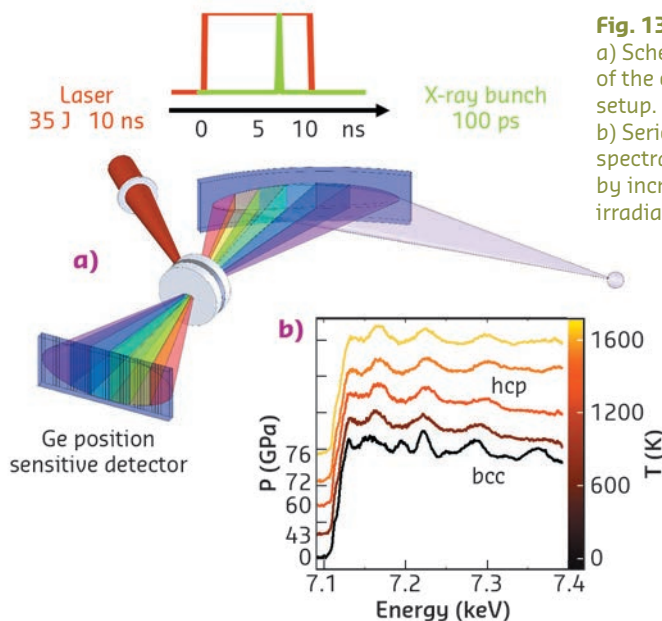 Laser
35 J 10 ns
0 5 10 ns
X-ray bunch
100 ps
a)
Ge position
sensitive detector
b)
hcp
bcc
P (GPa)
76
72
60
43
0
7.1 7.2 7.3 7.4
Energy (keV)
1600
1200
600
0
T (K)
Fig. 13
a) Sche
of the
setup.
b) Serie
spectra
by incr
irradia